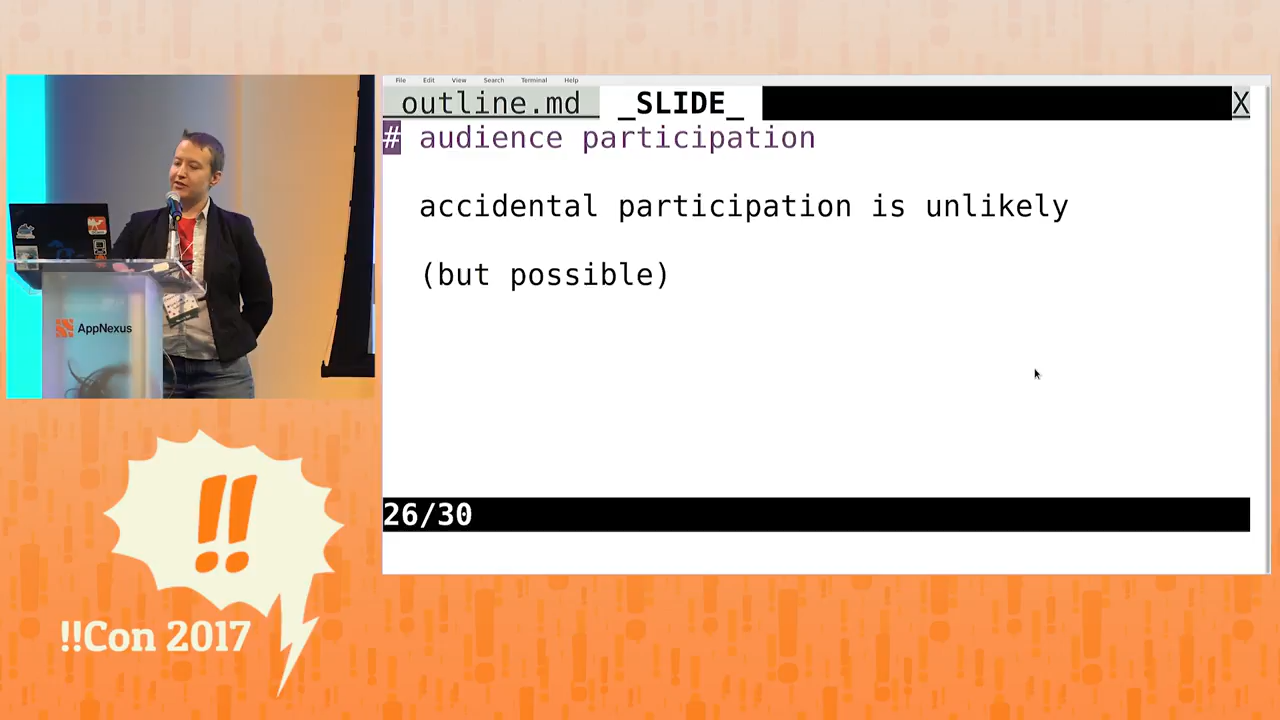 File Edit View Search Terminal Help
outline.md _SLIDE_ X
# audience participation
accidental participation is unlikely
(but possible)
26/30
AppNexus
!!
!!Con 2017